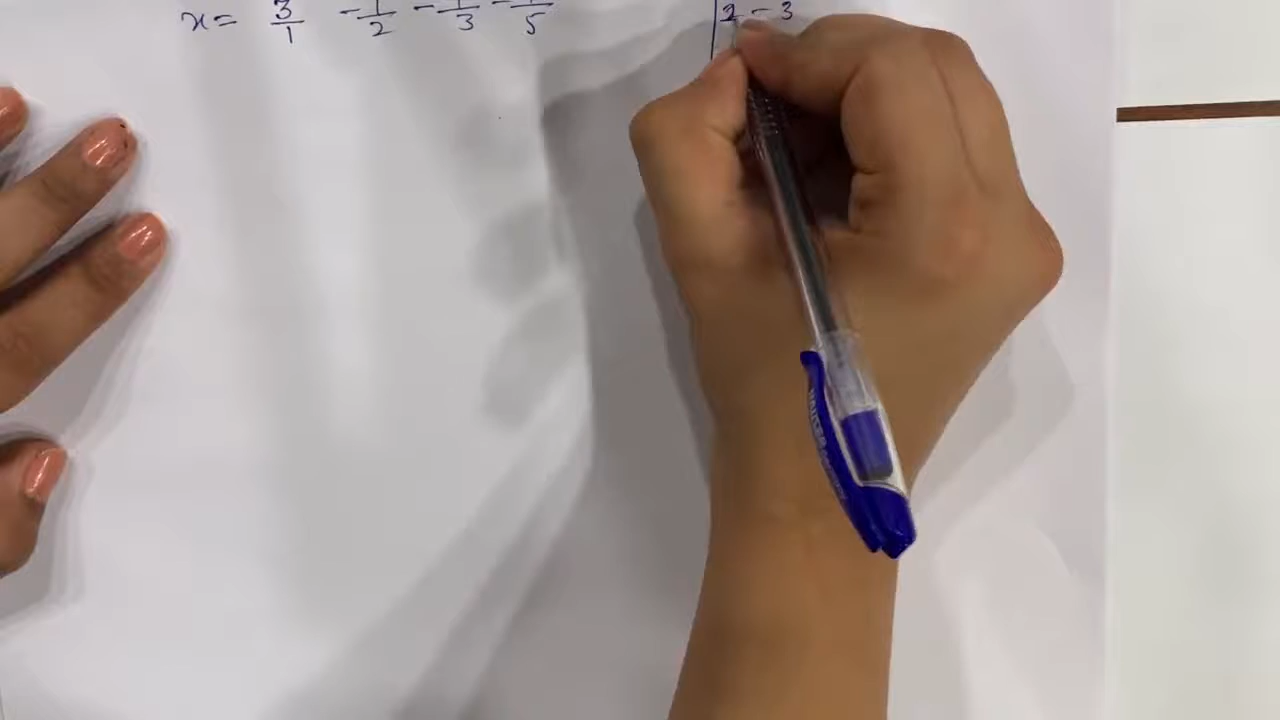 x = 3/1 - 1/2 - 1/3 - 1/5
2 - 3